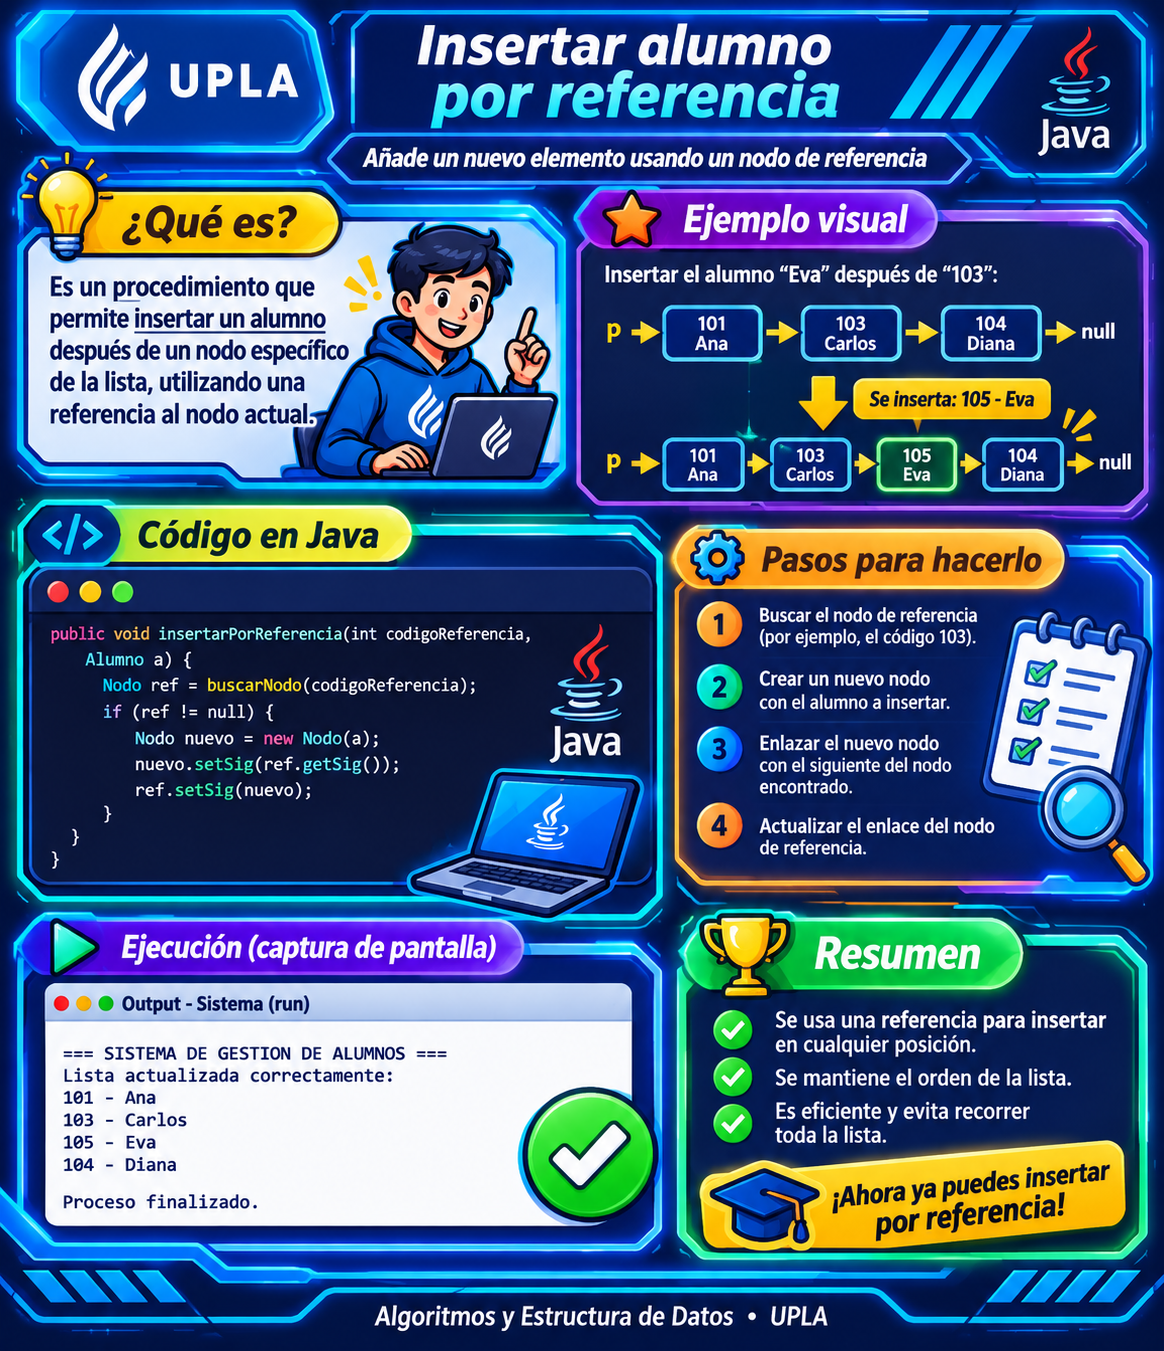 UPLA
Insertar alumno
por referencia
Java
Añade un nuevo elemento usando un nodo de referencia
¿Qué es?
Es un procedimiento que
permite insertar un alumno
después de un nodo específico
de la lista, utilizando una
referencia al nodo actual.
Ejemplo visual
Insertar el alumno “Eva” después de “103”:
p
101
Ana
103
Carlos
104
Diana
null
Se inserta: 105 - Eva
p
101
Ana
103
Carlos
105
Eva
104
Diana
null
</> Código en Java
public void insertarPorReferencia(int codigoReferencia,
Alumno a) {
Nodo ref = buscarNodo(codigoReferencia);
if (ref != null) {
Nodo nuevo = new Nodo(a);
nuevo.setSig(ref.getSig());
ref.setSig(nuevo);
}
}
}
Java
Pasos para hacerlo
1 Buscar el nodo de referencia
(por ejemplo, el código 103).
2 Crear un nuevo nodo
con el alumno a insertar.
3 Enlazar el nuevo nodo
con el siguiente del nodo
encontrado.
4 Actualizar el enlace del nodo
de referencia.
Ejecución (captura de pantalla)
Output - Sistema (run)
=== SISTEMA DE GESTION DE ALUMNOS ===
Lista actualizada correctamente:
101 - Ana
103 - Carlos
105 - Eva
104 - Diana
Proceso finalizado.
Resumen
Se usa una referencia para insertar
en cualquier posición.
Se mantiene el orden de la lista.
Es eficiente y evita recorrer
toda la lista.
¡Ahora ya puedes insertar
por referencia!
Algoritmos y Estructura de Datos • UPLA